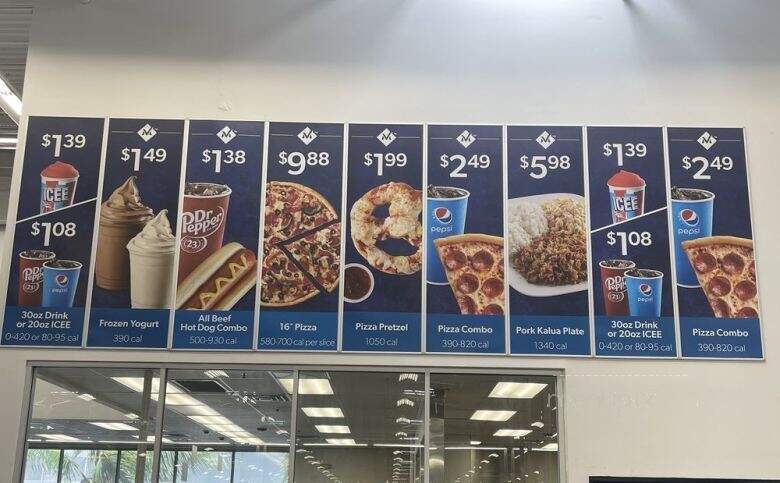 $1.39
ICEE
$1.08
Dr Pepper
(23)
pepsi
30oz Drink
or 20oz ICEE
0-420 or 80-95 cal
M
$1.49
Frozen Yogurt
390 cal
M
$1.38
Dr Pepper
(23)
All Beef
Hot Dog Combo
500-930 cal
M
$9.88
16" Pizza
580-700 cal per slice
M
$1.99
Pizza Pretzel
1050 cal
M
$2.49
pepsi
Pizza Combo
390-820 cal
M
$5.98
Pork Kalua Plate
1340 cal
$1.39
ICEE
$1.08
Dr Pepper
(23)
pepsi
30oz Drink
or 20oz ICEE
0-420 or 80-95 cal
M
$2.49
pepsi
Pizza Combo
390-820 cal